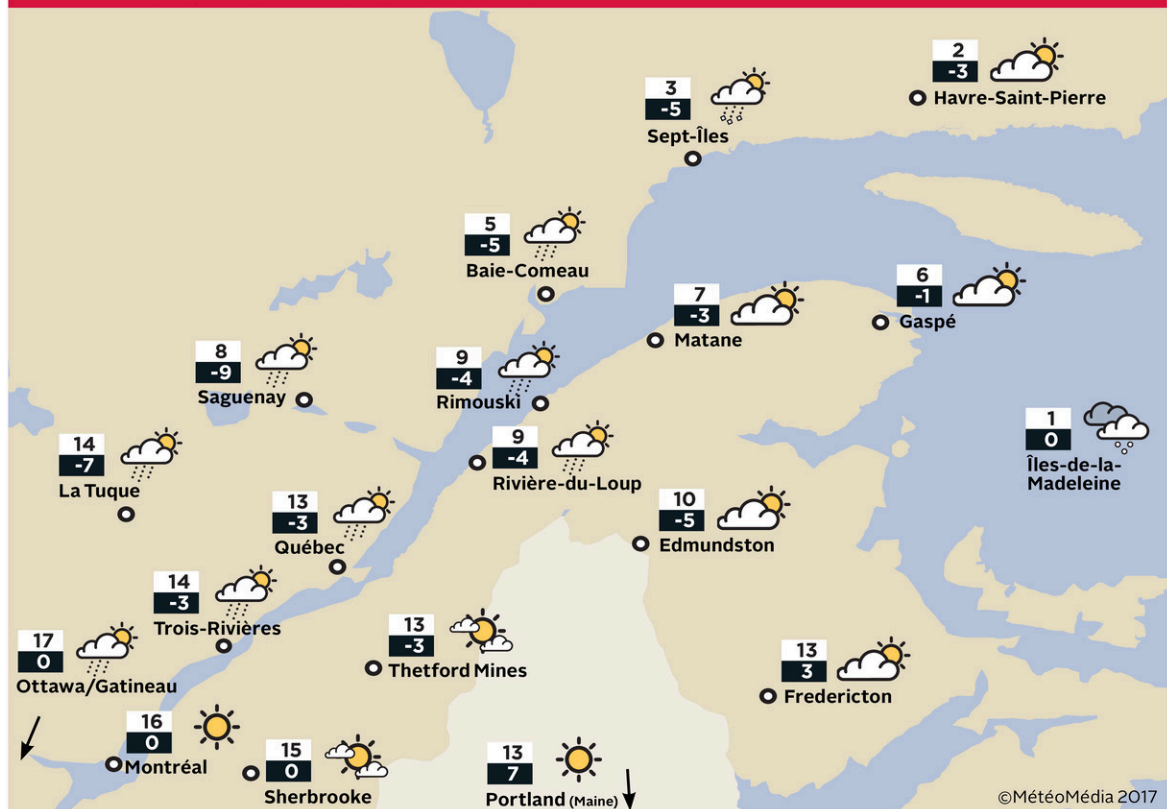 2
-3
Havre-Saint-Pierre
3
-5
Sept-Îles
5
-5
Baie-Comeau
6
-1
Gaspé
7
-3
Matane
8
-9
Saguenay
9
-4
Rimouski
1
0
Îles-de-la-
Madeleine
14
-7
La Tuque
9
-4
Rivière-du-Loup
13
-3
Québec
10
-5
Edmundston
14
-3
Trois-Rivières
17
0
Ottawa/Gatineau
13
-3
Thetford Mines
13
3
Fredericton
16
0
Montréal
15
0
Sherbrooke
13
7
Portland (Maine)
©MétéoMédia 2017